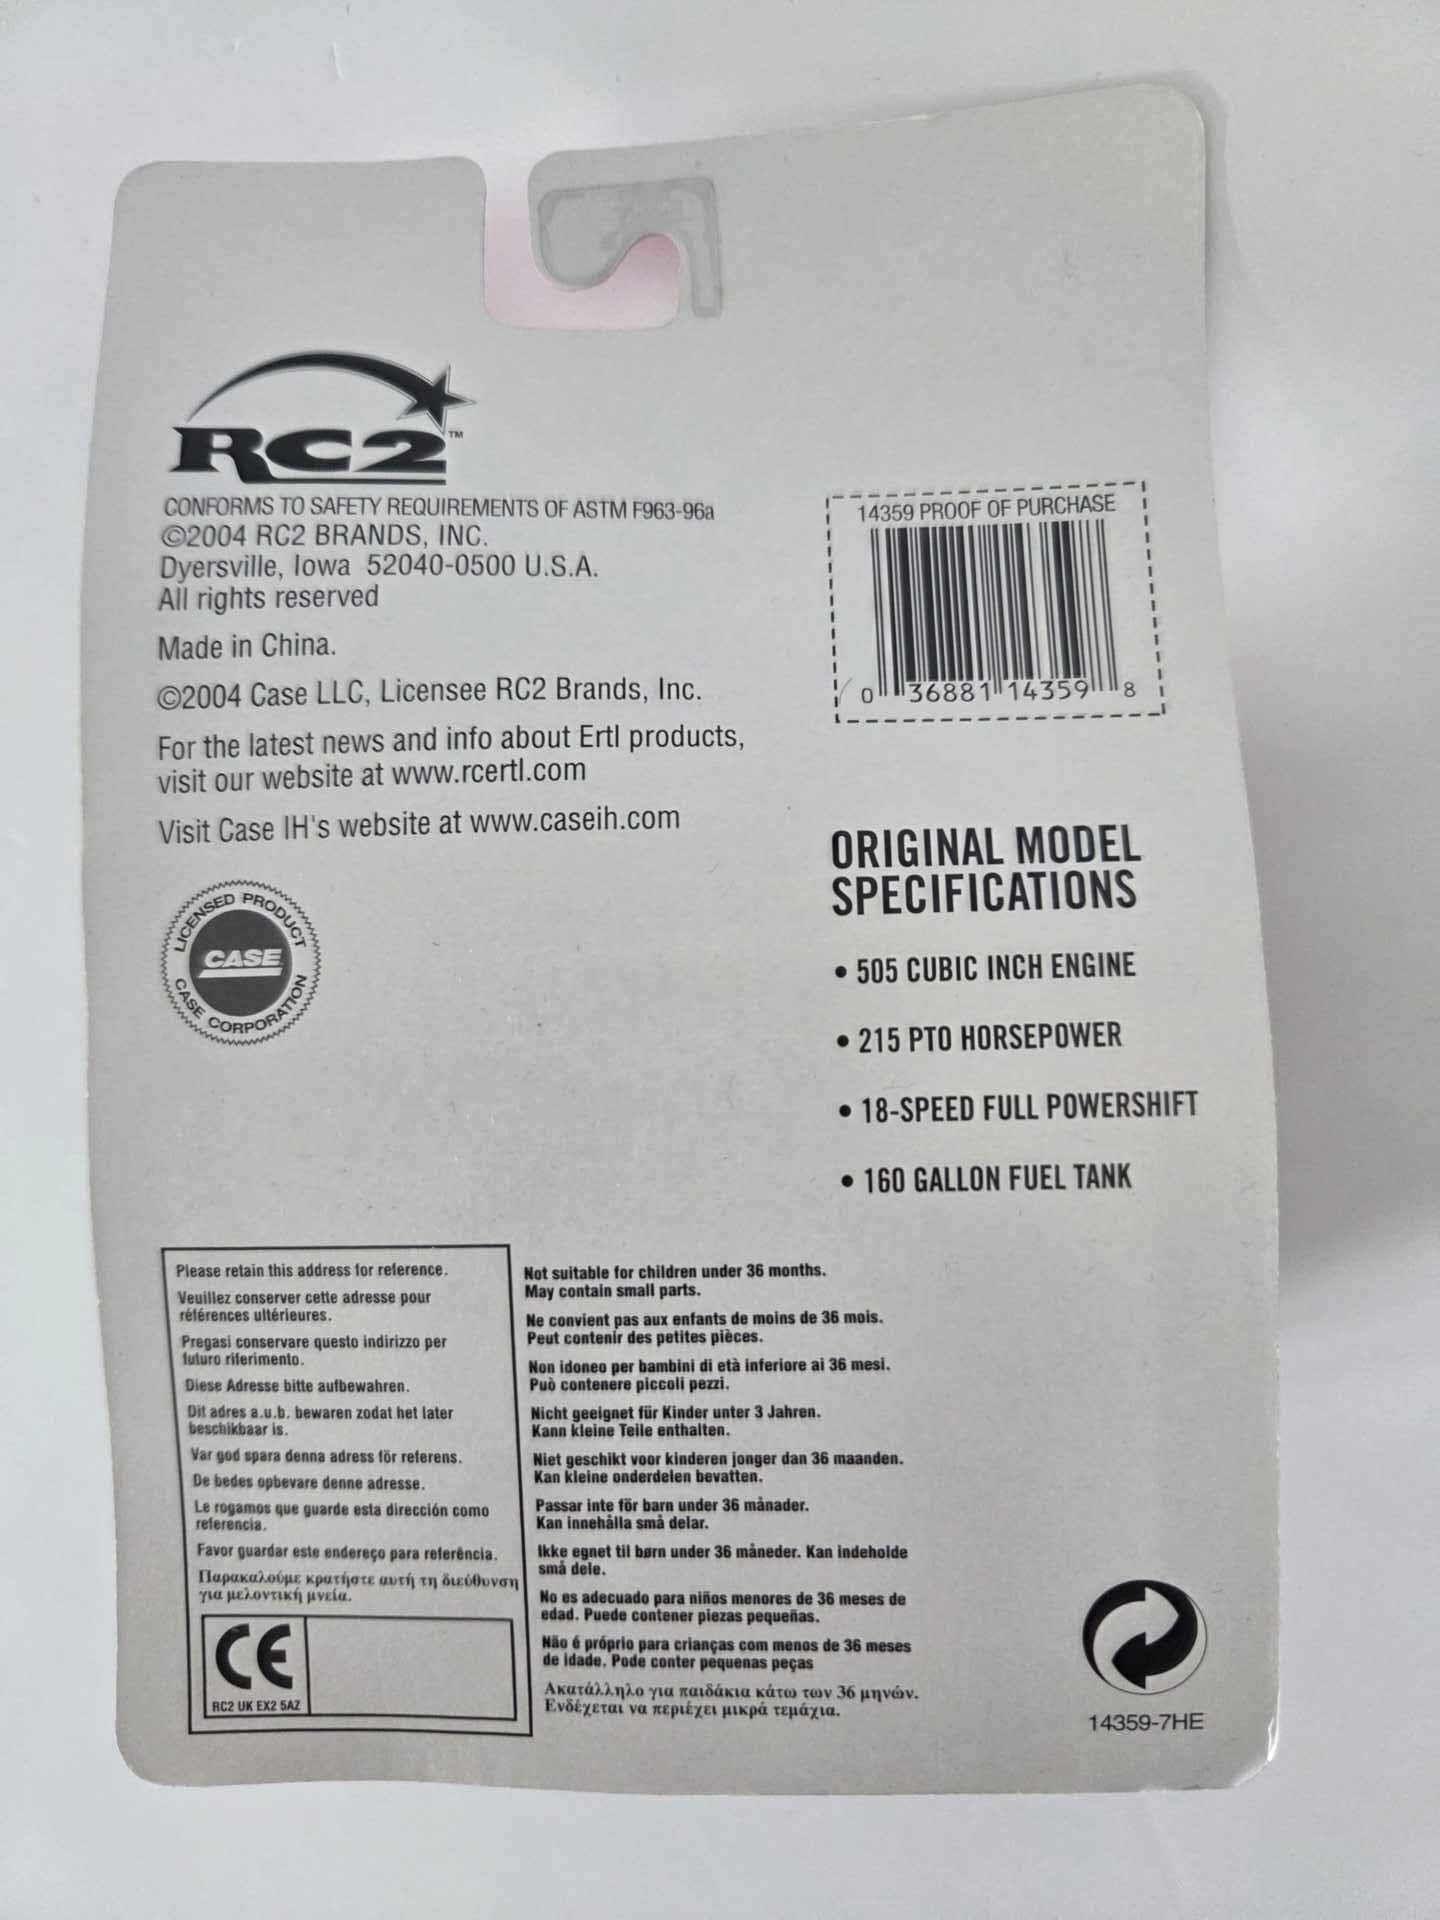 RC2™
CONFORMS TO SAFETY REQUIREMENTS OF ASTM F963-96a
©2004 RC2 BRANDS, INC.
Dyersville, Iowa 52040-0500 U.S.A.
All rights reserved
Made in China.
©2004 Case LLC, Licensee RC2 Brands, Inc.
For the latest news and info about Ertl products,
visit our website at www.rcertl.com
Visit Case IH's website at www.caseih.com
LICENSED PRODUCT
CASE
CASE CORPORATION
14359 PROOF OF PURCHASE
0 36881 14359 8
ORIGINAL MODEL
SPECIFICATIONS
• 505 CUBIC INCH ENGINE
• 215 PTO HORSEPOWER
• 18-SPEED FULL POWERSHIFT
• 160 GALLON FUEL TANK
Please retain this address for reference.
Veuillez conserver cette adresse pour
références ultérieures.
Pregasi conservare questo indirizzo per
futuro riferimento.
Diese Adresse bitte aufbewahren.
Dit adres a.u.b. bewaren zodat het later
beschikbaar is.
Var god spara denna adress för referens.
De bedes opbevare denne adresse.
Le rogamos que guarde esta dirección como
referencia.
Favor guardar este endereço para referência.
Παρακαλούμε κρατήστε αυτή τη διεύθυνση
για μελοντική μνεία.
CE
RC2 UK EX2 5AZ
Not suitable for children under 36 months.
May contain small parts.
Ne convient pas aux enfants de moins de 36 mois.
Peut contenir des petites pièces.
Non idoneo per bambini di età inferiore ai 36 mesi.
Può contenere piccoli pezzi.
Nicht geeignet für Kinder unter 3 Jahren.
Kann kleine Teile enthalten.
Niet geschikt voor kinderen jonger dan 36 maanden.
Kan kleine onderdelen bevatten.
Passar inte för barn under 36 månader.
Kan innehålla små delar.
Ikke egnet til børn under 36 måneder. Kan indeholde
små dele.
No es adecuado para niños menores de 36 meses de
edad. Puede contener piezas pequeñas.
Não é próprio para crianças com menos de 36 meses
de idade. Pode conter pequenas peças
Ακατάλληλο για παιδάκια κάτω των 36 μηνών.
Ενδέχεται να περιέχει μικρά τεμάχια.
14359-7HE